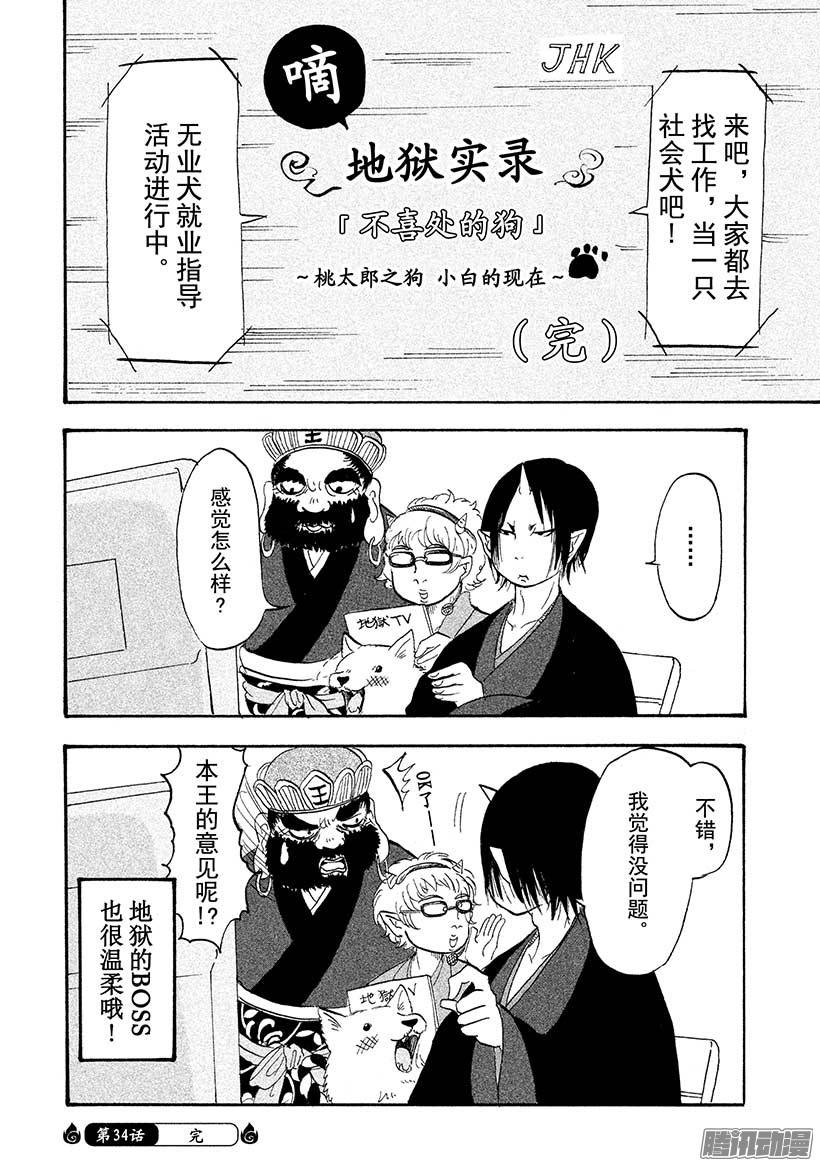 JHK
来吧，大家都去
找工作，当一只
社会犬吧！
嘀
地狱实录
「不喜处的狗」
~桃太郎之狗 小白的现在~
（完）
无业犬就业指导
活动进行中。
……
王
感觉怎么样？
地獄TV
不错，
我觉得没问题。
OK了——
王
本王的意见呢!?
地獄
地狱的BOSS
也很温柔哦！
第34话
完
腾讯动漫